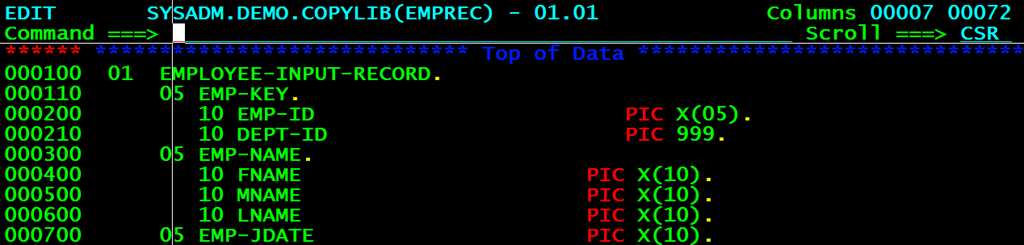 EDIT       SYSADM.DEMO.COPYLIB(EMPREC) - 01.01             Columns 00007 00072
Command ===>                                                  Scroll ===> CSR
****** ***************************** Top of Data ******************************
000100  01  EMPLOYEE-INPUT-RECORD.
000110      05 EMP-KEY.
000200         10 EMP-ID                        PIC X(05).
000210         10 DEPT-ID                       PIC 999.
000300      05 EMP-NAME.
000400         10 FNAME                      PIC X(10).
000500         10 MNAME                      PIC X(10).
000600         10 LNAME                      PIC X(10).
000700      05 EMP-JDATE                     PIC X(10).